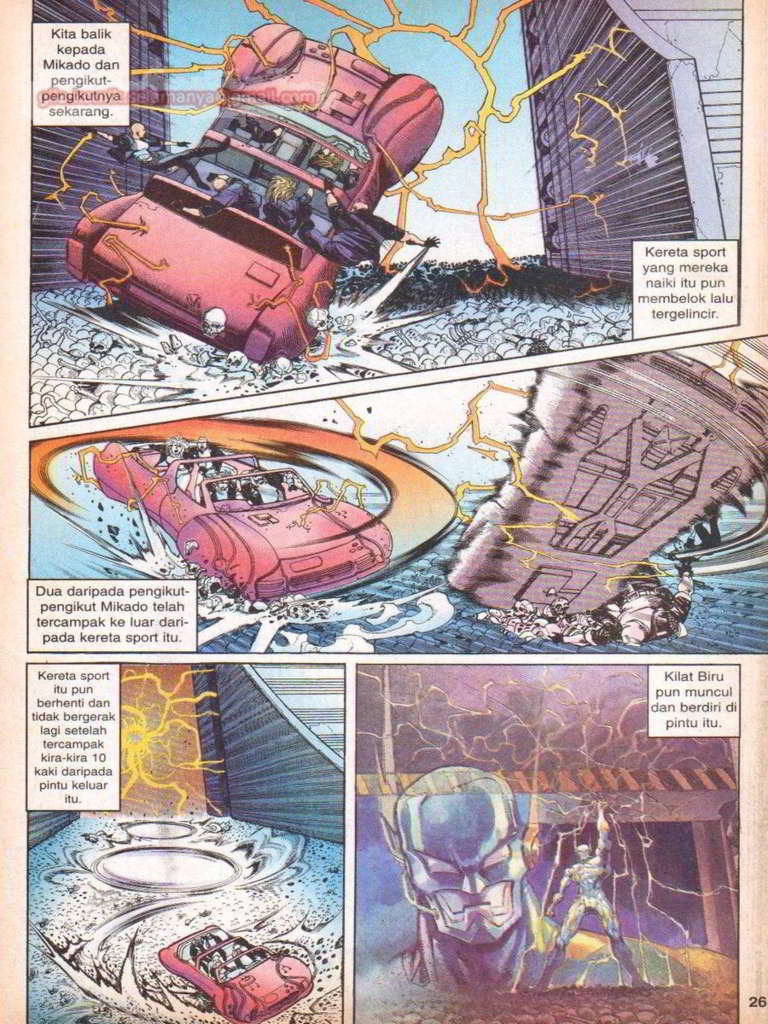 Kita balik
kepada
Mikado dan
pengikut-
pengikutnya
sekarang.
Kereta sport
yang mereka
naiki itu pun
membelok lalu
tergelincir.
Dua daripada pengikut-
pengikut Mikado telah
tercampak ke luar dari-
pada kereta sport itu.
Kereta sport
itu pun
berhenti dan
tidak bergerak
lagi setelah
tercampak
kira-kira 10
kaki daripada
pintu keluar
itu.
Kilat Biru
pun muncul
dan berdiri di
pintu itu.
26